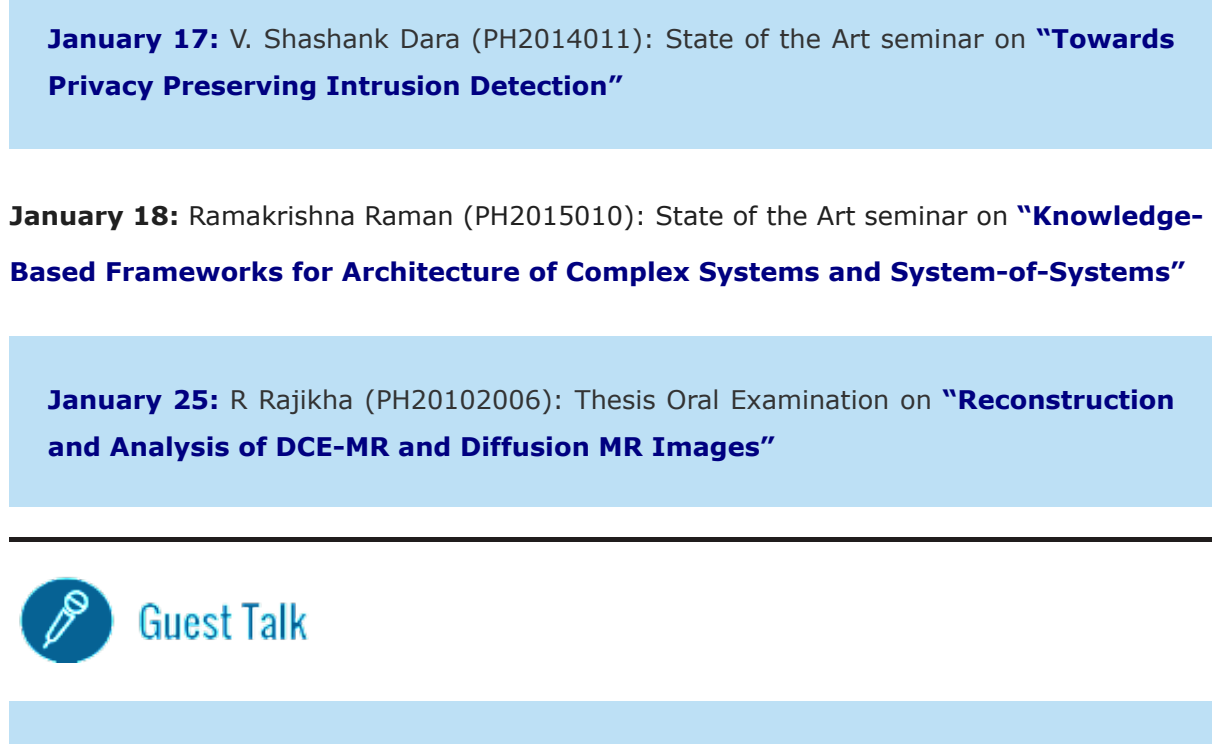 January 17: V. Shashank Dara (PH2014011): State of the Art seminar on “Towards
Privacy Preserving Intrusion Detection”
January 18: Ramakrishna Raman (PH2015010): State of the Art seminar on “Knowledge-
Based Frameworks for Architecture of Complex Systems and System-of-Systems”
January 25: R Rajikha (PH20102006): Thesis Oral Examination on “Reconstruction
and Analysis of DCE-MR and Diffusion MR Images”
Guest Talk